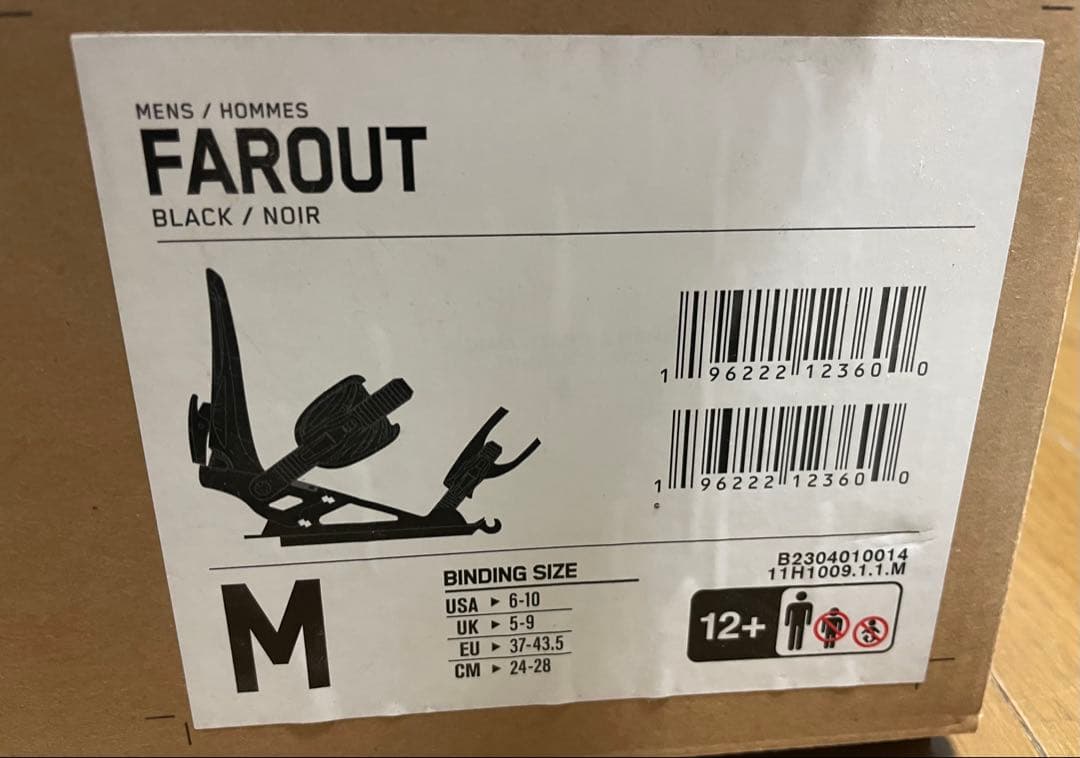 MENS / HOMMES
FAROUT
BLACK / NOIR
1 96222 12360 0
1 96222 12360 0
M
BINDING SIZE
USA ► 6-10
UK ► 5-9
EU ► 37-43.5
CM ► 24-28
B2304010014
11H1009.1.1.M
12+